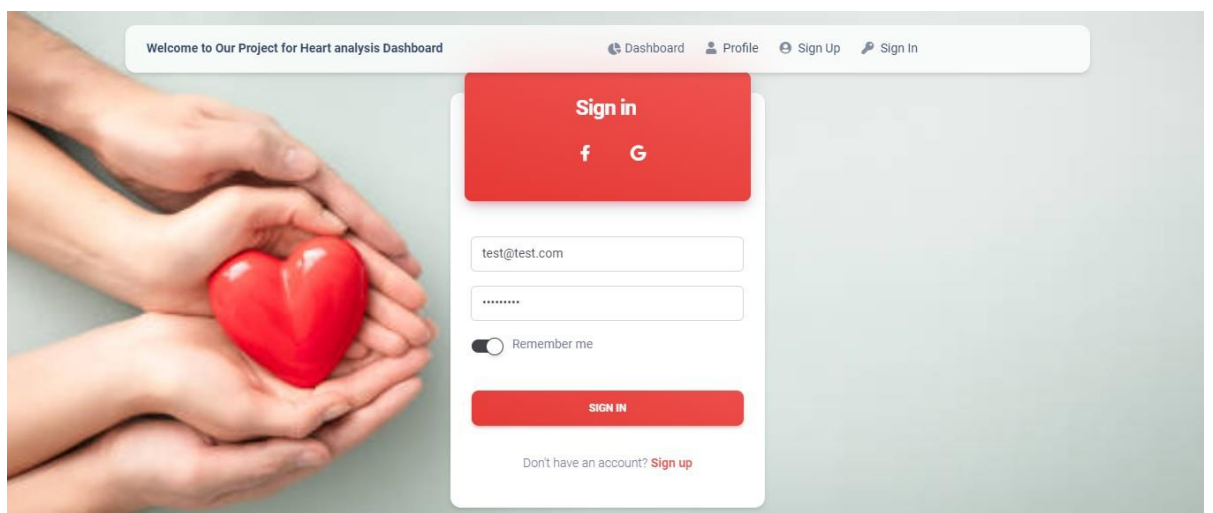 Welcome to Our Project for Heart analysis Dashboard Dashboard Profile Sign Up Sign In
Sign in
f G
test@test.com
•••••••••
Remember me
SIGN IN
Don't have an account? Sign up